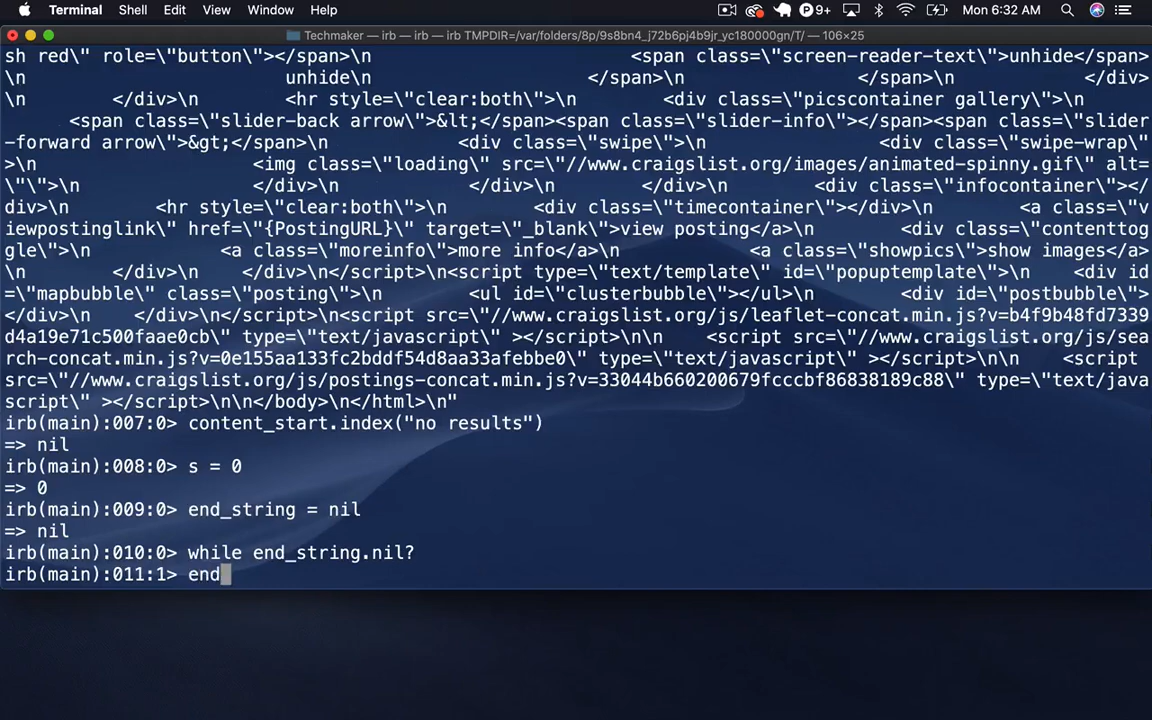 Terminal Shell Edit View Window Help 9+ Mon 6:32 AM
Techmaker — irb — irb — irb TMPDIR=/var/folders/8p/9s8bn4_j72b6pj4b9jr_yc180000gn/T/ — 106×25
sh red\" role=\"button\"></span>\n                        <span class=\"screen-reader-text\">unhide</span>
\n                        unhide\n                    </span>\n                </span>\n            </div>
\n        </div>\n        <hr style=\"clear:both\">\n            <div class=\"picscontainer gallery\">\n
      <span class=\"slider-back arrow\">&lt;</span><span class=\"slider-info\"></span><span class=\"slider
-forward arrow\">&gt;</span>\n            <div class=\"swipe\">\n                <div class=\"swipe-wrap\"
>\n                    <img class=\"loading\" src=\"//www.craigslist.org/images/animated-spinny.gif\" alt=
\"\">\n                </div>\n            </div>\n        </div>\n        <div class=\"infocontainer\"></
div>\n        <hr style=\"clear:both\">\n        <div class=\"timecontainer\"></div>\n        <a class=\"v
iewpostinglink\" href=\"{PostingURL}\" target=\"_blank\">view posting</a>\n        <div class=\"contenttog
gle\">\n            <a class=\"moreinfo\">more info</a>\n            <a class=\"showpics\">show images</a>
\n        </div>\n    </div>\n</script>\n<script type=\"text/template\" id=\"popuptemplate\">\n    <div id
=\"mapbubble\" class=\"posting\">\n        <ul id=\"clusterbubble\"></ul>\n        <div id=\"postbubble\">
</div>\n    </div>\n</script>\n<script src=\"//www.craigslist.org/js/leaflet-concat.min.js?v=b4f9b48fd7339
d4a19e71c500faae0cb\" type=\"text/javascript\" ></script>\n\n    <script src=\"//www.craigslist.org/js/sea
rch-concat.min.js?v=0e155aa133fc2bddf54d8aa33afebbe0\" type=\"text/javascript\" ></script>\n\n    <script
src=\"//www.craigslist.org/js/postings-concat.min.js?v=33044b660200679fcccbf86838189c88\" type=\"text/java
script\" ></script>\n\n</body>\n</html>\n"
irb(main):007:0> content_start.index("no results")
=> nil
irb(main):008:0> s = 0
=> 0
irb(main):009:0> end_string = nil
=> nil
irb(main):010:0> while end_string.nil?
irb(main):011:1> end